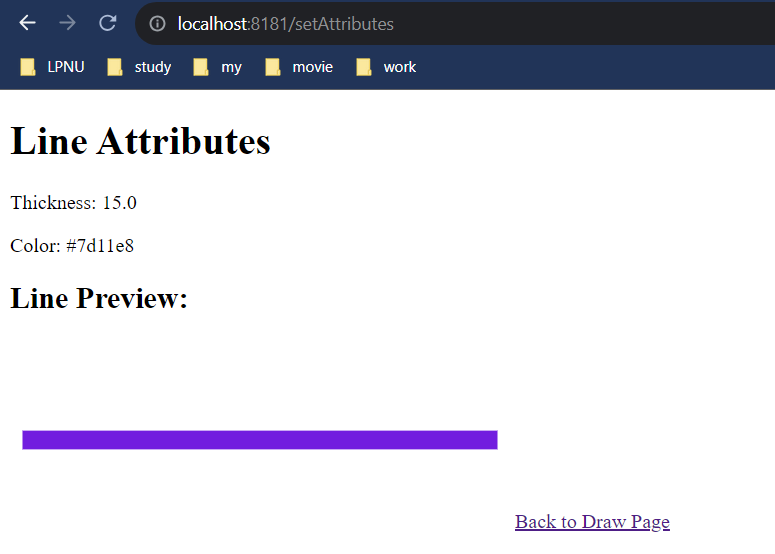 localhost:8181/setAttributes
LPNU study my movie work
Line Attributes
Thickness: 15.0
Color: #7d11e8
Line Preview:
Back to Draw Page